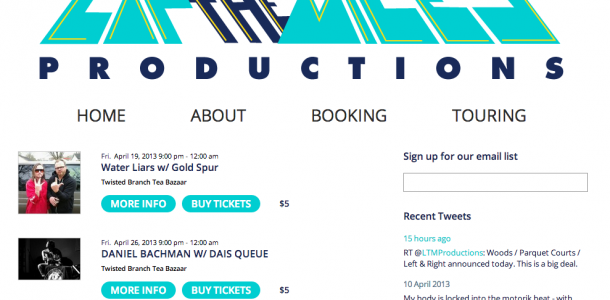 THE
PRODUCTIONS
HOME ABOUT BOOKING TOURING
Fri. April 19, 2013 9:00 pm - 12:00 am
Water Liars w/ Gold Spur
Twisted Branch Tea Bazaar
MORE INFO BUY TICKETS $5
Fri. April 26, 2013 9:00 pm - 12:00 am
DANIEL BACHMAN W/ DAIS QUEUE
Twisted Branch Tea Bazaar
MORE INFO BUY TICKETS $5
Sign up for our email list
Recent Tweets
15 hours ago
RT @LTMProductions: Woods / Parquet Courts /
Left & Right announced today. This is a big deal.
10 April 2013
My body is locked into the motorik beat - with